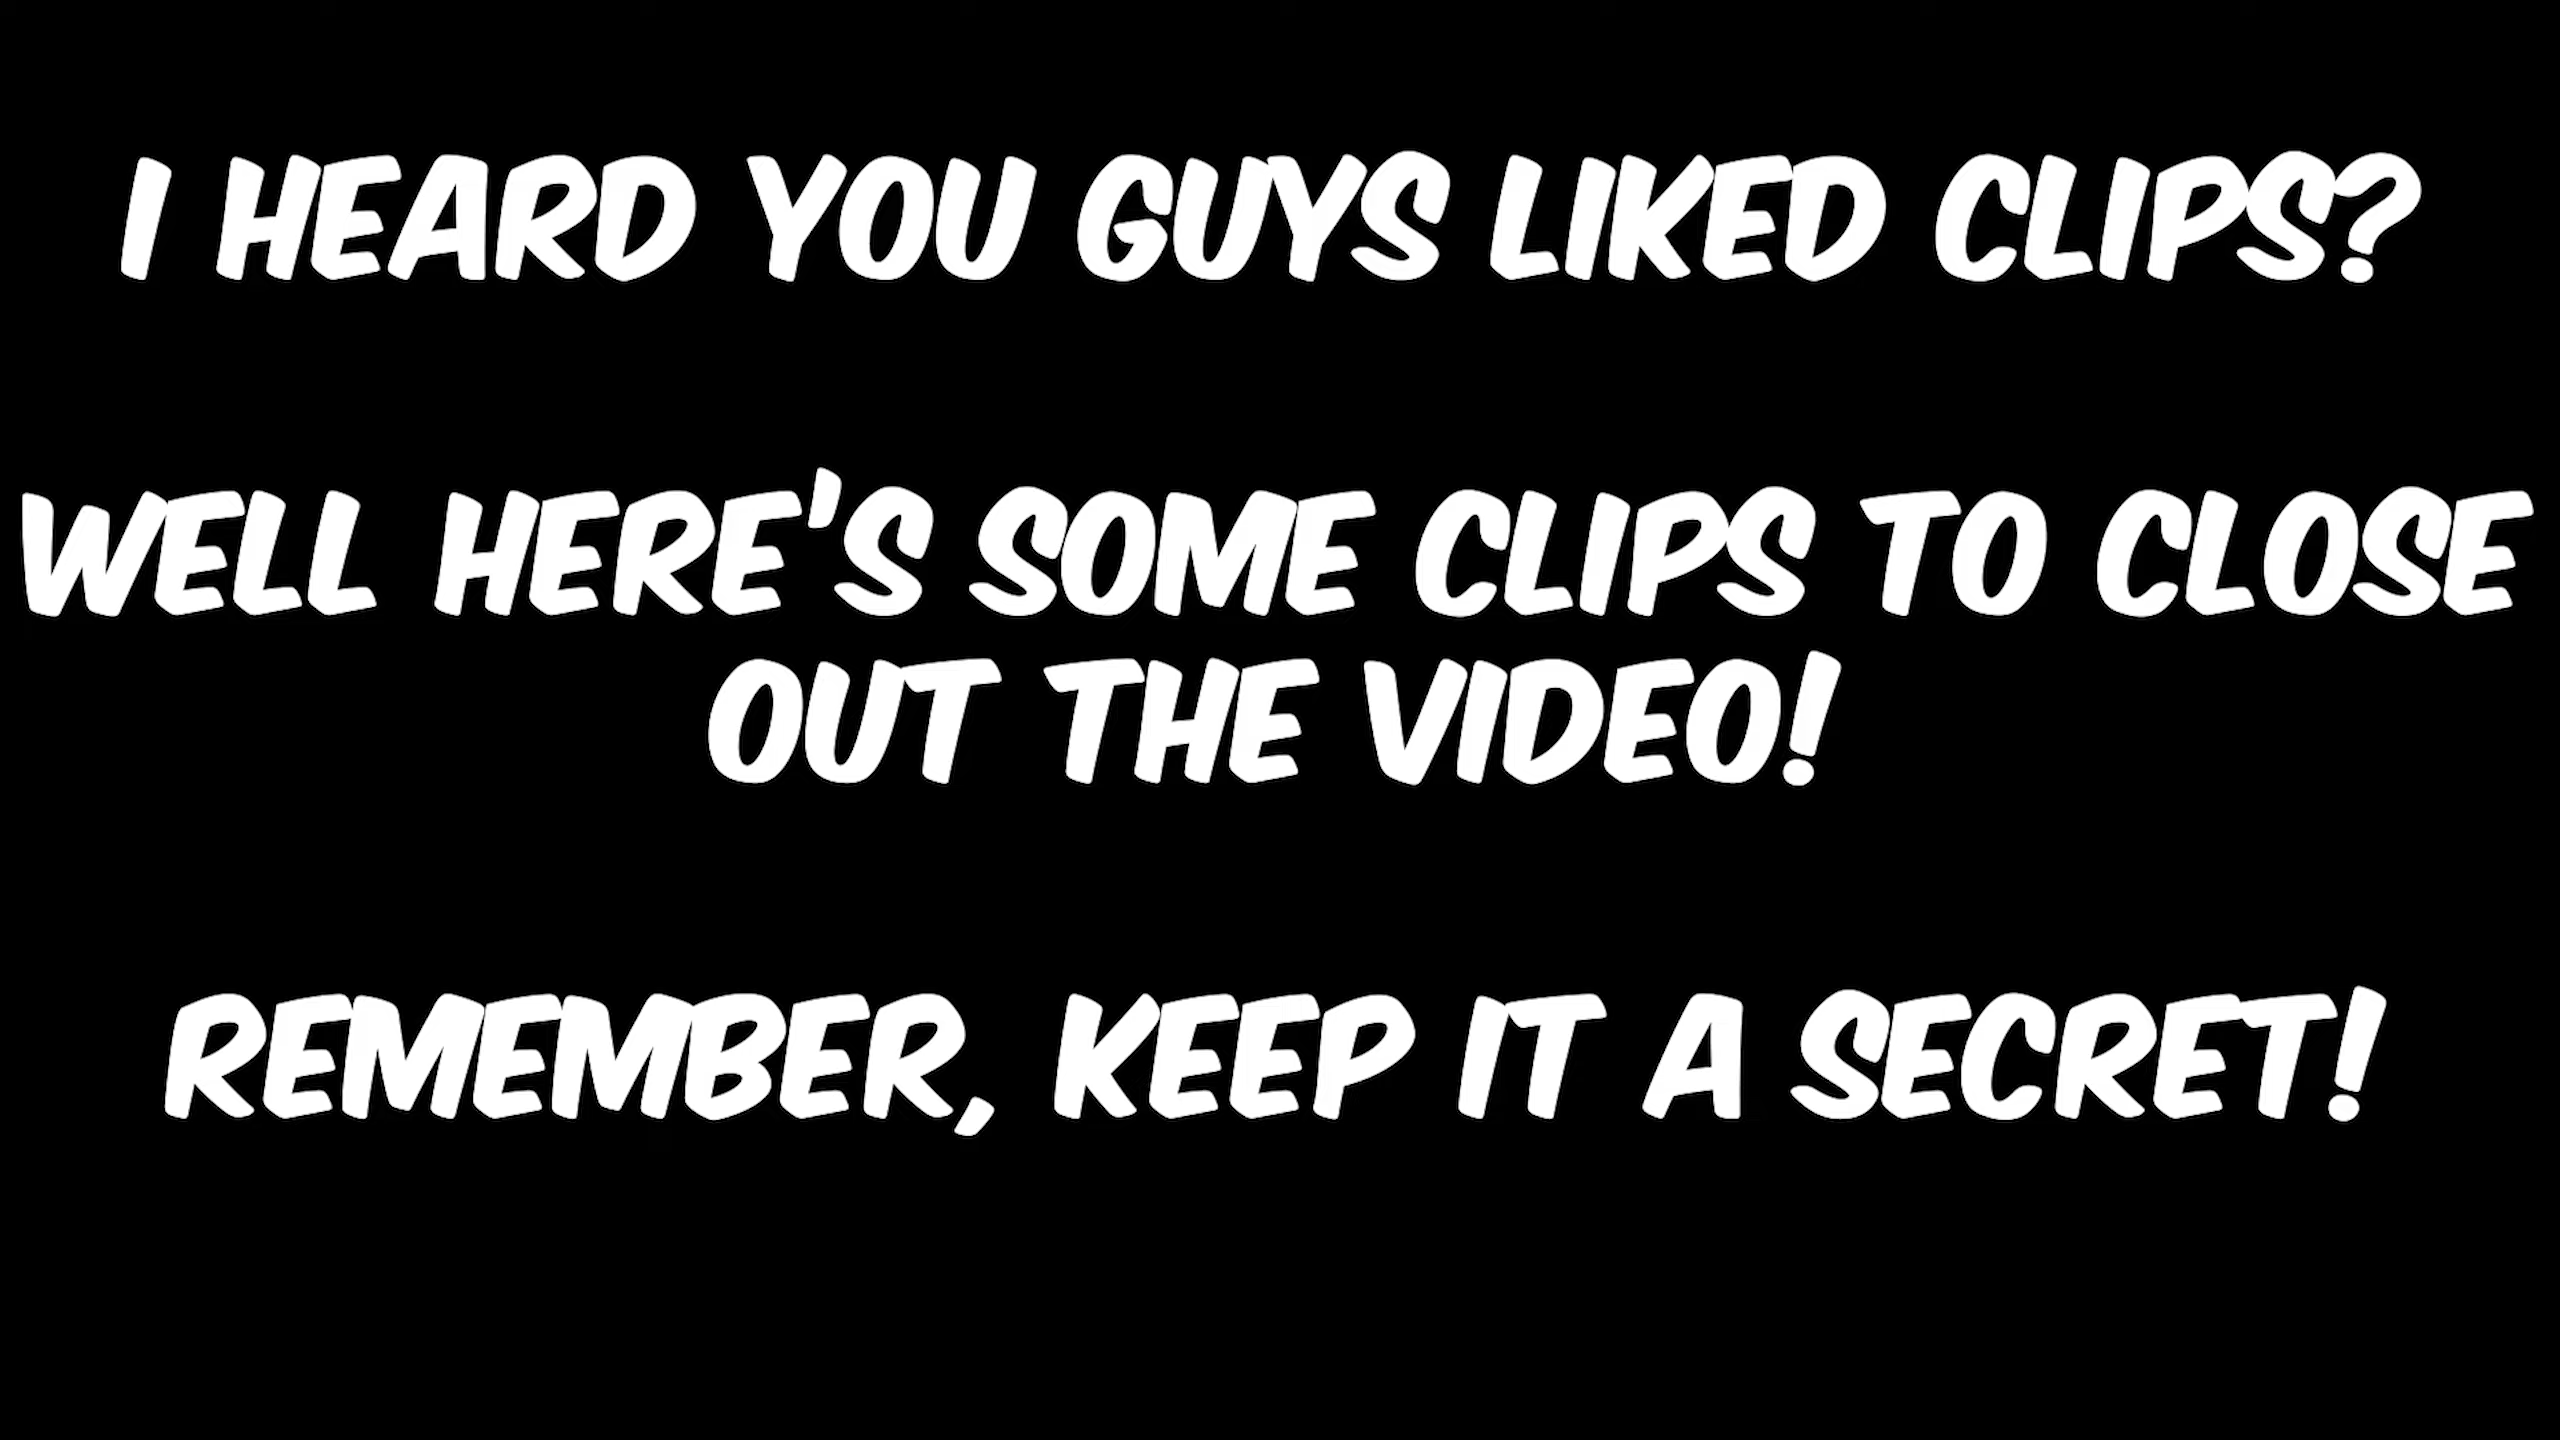 I HEARD YOU GUYS LIKED CLIPS?
WELL HERE'S SOME CLIPS TO CLOSE
OUT THE VIDEO!
REMEMBER, KEEP IT A SECRET!